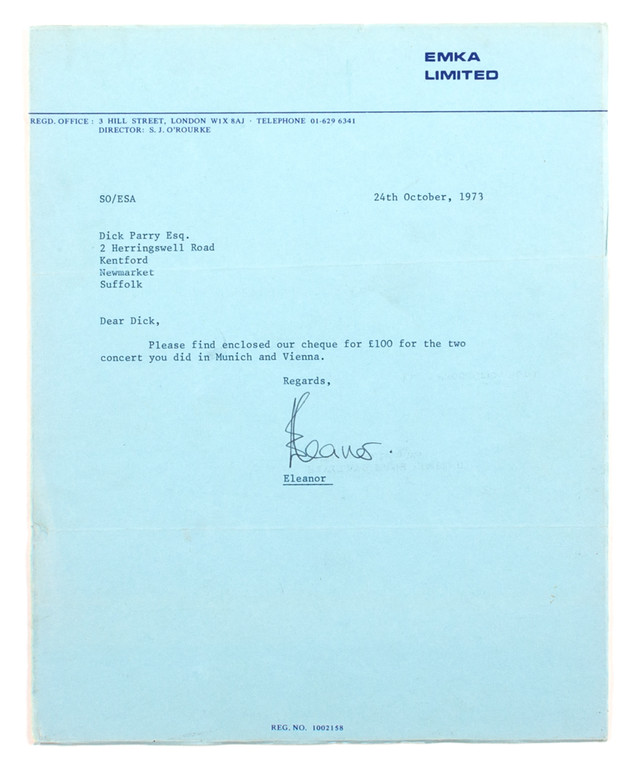 EMKA
LIMITED
REGD. OFFICE : 3 HILL STREET, LONDON W1X 8AJ · TELEPHONE 01-629 6341
DIRECTOR: S. J. O'ROURKE
SO/ESA 24th October, 1973
Dick Parry Esq.
2 Herringswell Road
Kentford
Newmarket
Suffolk
Dear Dick,
Please find enclosed our cheque for £100 for the two
concert you did in Munich and Vienna.
Regards,
Eleanor.
Eleanor
REG. NO. 1002158